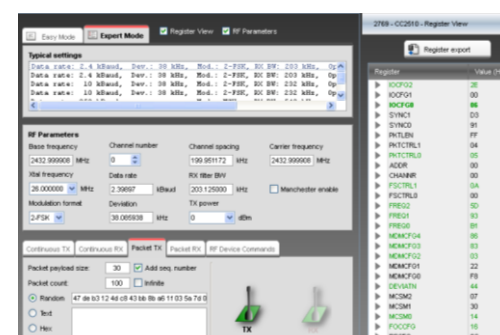 Easy Mode
Expert Mode
Register View
RF Parameters
Typical settings
Data rate: 2.4 kBaud, Dev.: 38 kHz, Mod.: 2-FSK, RX BW: 203 kHz, Op
Data rate: 2.4 kBaud, Dev.: 38 kHz, Mod.: 2-FSK, RX BW: 203 kHz, Op
Data rate: 10 kBaud, Dev.: 38 kHz, Mod.: 2-FSK, RX BW: 232 kHz, Op
Data rate: 10 kBaud, Dev.: 38 kHz, Mod.: 2-FSK, RX BW: 232 kHz, Op
RF Parameters
Base frequency Channel number Channel spacing Carrier frequency
2432.999908 MHz 0 199.951172 kHz 2432.999908 MHz
Xtal frequency Data rate RX filter BW
26.000000 MHz 2.39897 kBaud 203.125000 kHz Manchester enable
Modulation format Deviation TX power
2-FSK 38.085938 kHz 0 dBm
Continuous TX Continuous RX Packet TX Packet RX RF Device Commands
Packet payload size: 30 Add seq. number
Packet count: 100 Infinite
Random 47 de b3 12 4d c8 43 bb 8b a6 11 03 5a 7d 0
Text
Hex
TX
2769 - CC2510 - Register View
Register export
Register Value (H
IOCFG2 2E
IOCFG1 00
IOCFG0 06
SYNC1 D3
SYNC0 91
PKTLEN FF
PKTCTRL1 04
PKTCTRL0 05
ADDR 00
CHANNR 00
FSCTRL1 0A
FSCTRL0 00
FREQ2 5D
FREQ1 93
FREQ0 B1
MDMCFG4 86
MDMCFG3 83
MDMCFG2 03
MDMCFG1 22
MDMCFG0 F8
DEVIATN 44
MCSM2 07
MCSM1 30
MCSM0 14
FOCCFG 16